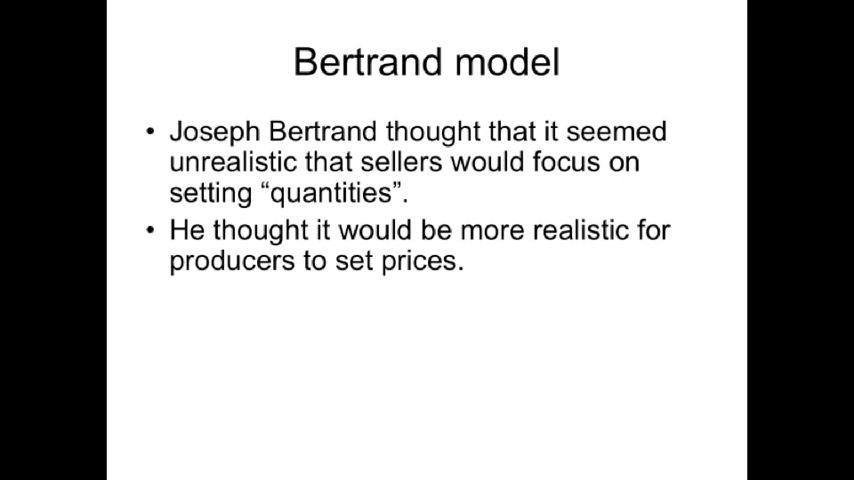 Bertrand model
• Joseph Bertrand thought that it seemed
unrealistic that sellers would focus on
setting “quantities”.
• He thought it would be more realistic for
producers to set prices.